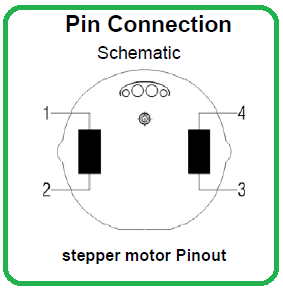 Pin Connection
Schematic
1
4
2
3
stepper motor Pinout